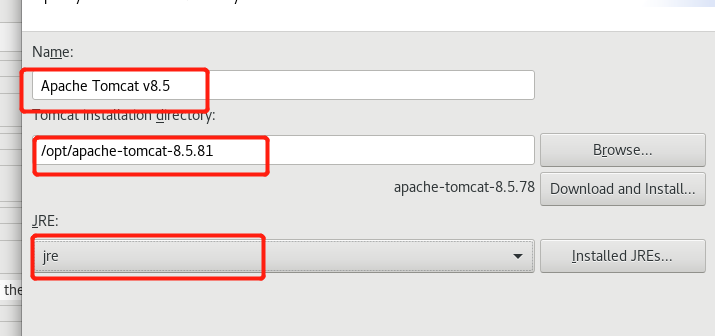 Name:
Apache Tomcat v8.5
Tomcat installation directory:
/opt/apache-tomcat-8.5.81
Browse...
apache-tomcat-8.5.78
Download and Install...
JRE:
jre
Installed JREs...
the